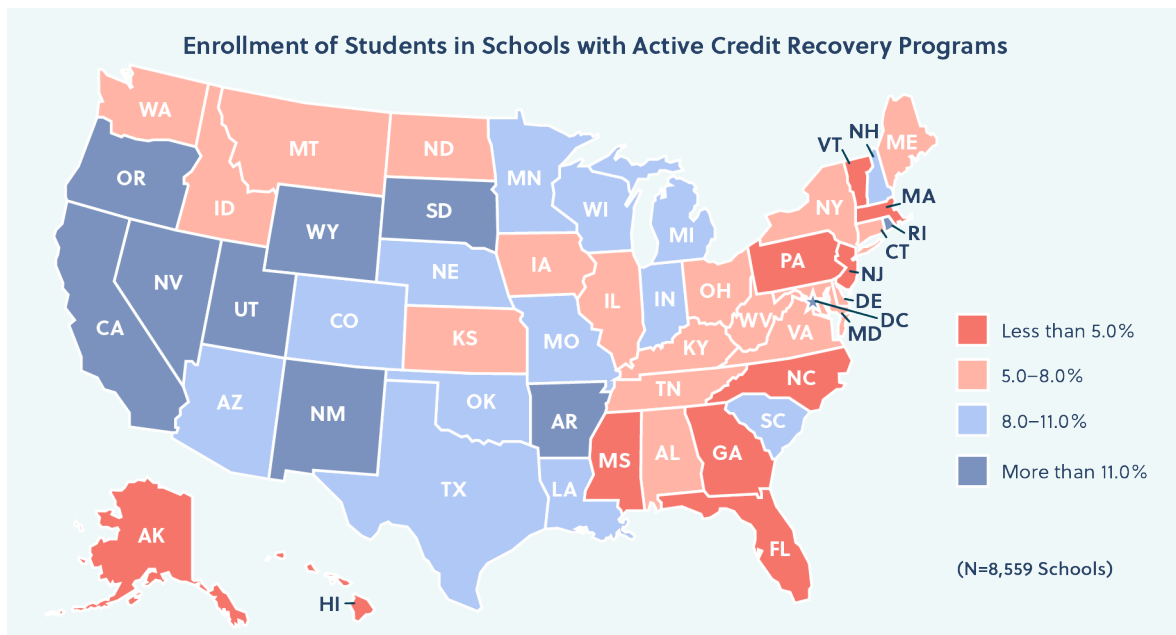 Enrollment of Students in Schools with Active Credit Recovery Programs
WA
MT
ND
MN
ME
VT
NH
OR
ID
WY
SD
WI
MI
NY
MA
RI
CT
NV
UT
CO
NE
IA
IL
IN
OH
PA
NJ
DE
DC
MD
CA
KS
MO
KY
WV
VA
AZ
NM
OK
AR
TN
NC
SC
TX
LA
MS
AL
GA
FL
AK
HI
Less than 5.0%
5.0–8.0%
8.0–11.0%
More than 11.0%
(N=8,559 Schools)